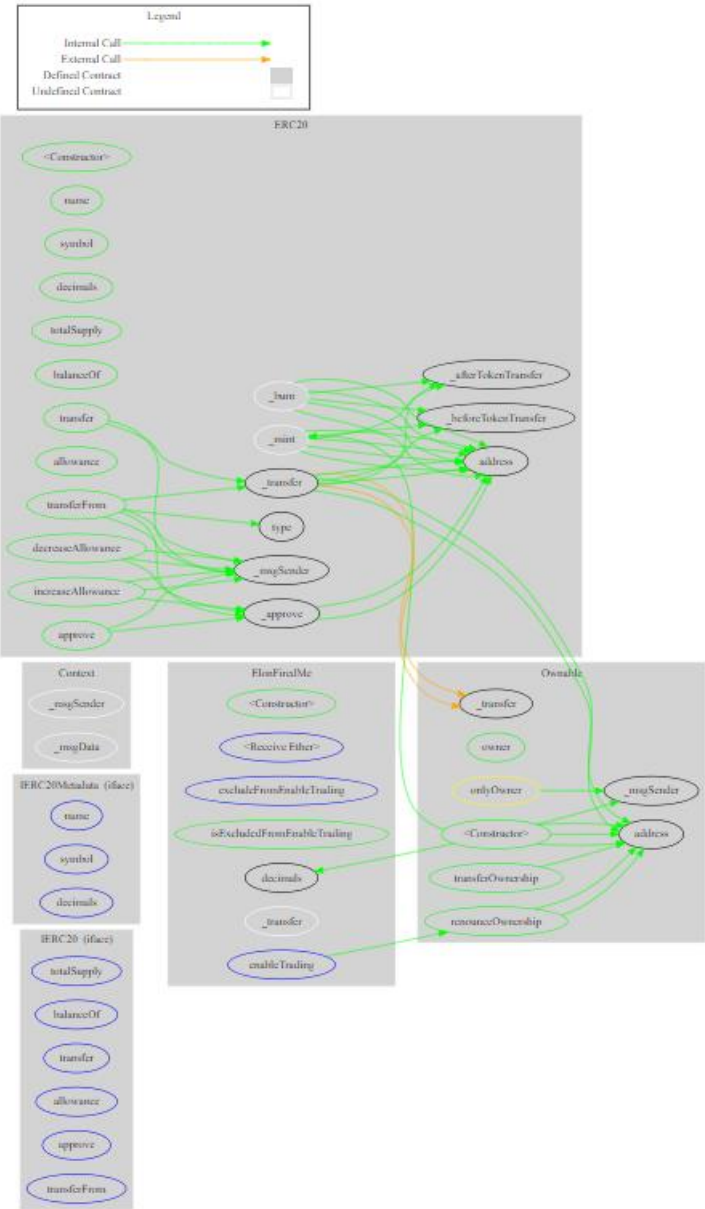 Legend
Internal Call
External Call
Defined Contract
Undefined Contract
ERC20
<Constructor>
name
symbol
decimals
totalSupply
balanceOf
transfer
allowance
transferFrom
decreaseAllowance
increaseAllowance
approve
_burn
_mint
_transfer
type
_msgSender
_approve
_afterTokenTransfer
_beforeTokenTransfer
address
Context
_msgSender
_msgData
IERC20Metadata (iface)
name
symbol
decimals
IERC20 (iface)
totalSupply
balanceOf
transfer
allowance
approve
transferFrom
ElonFiredMe
<Constructor>
<Receive Ether>
excludeFromEnableTrading
isExcludedFromEnableTrading
decimals
_transfer
enableTrading
Ownable
_transfer
owner
onlyOwner
<Constructor>
transferOwnership
renounceOwnership
_msgSender
address